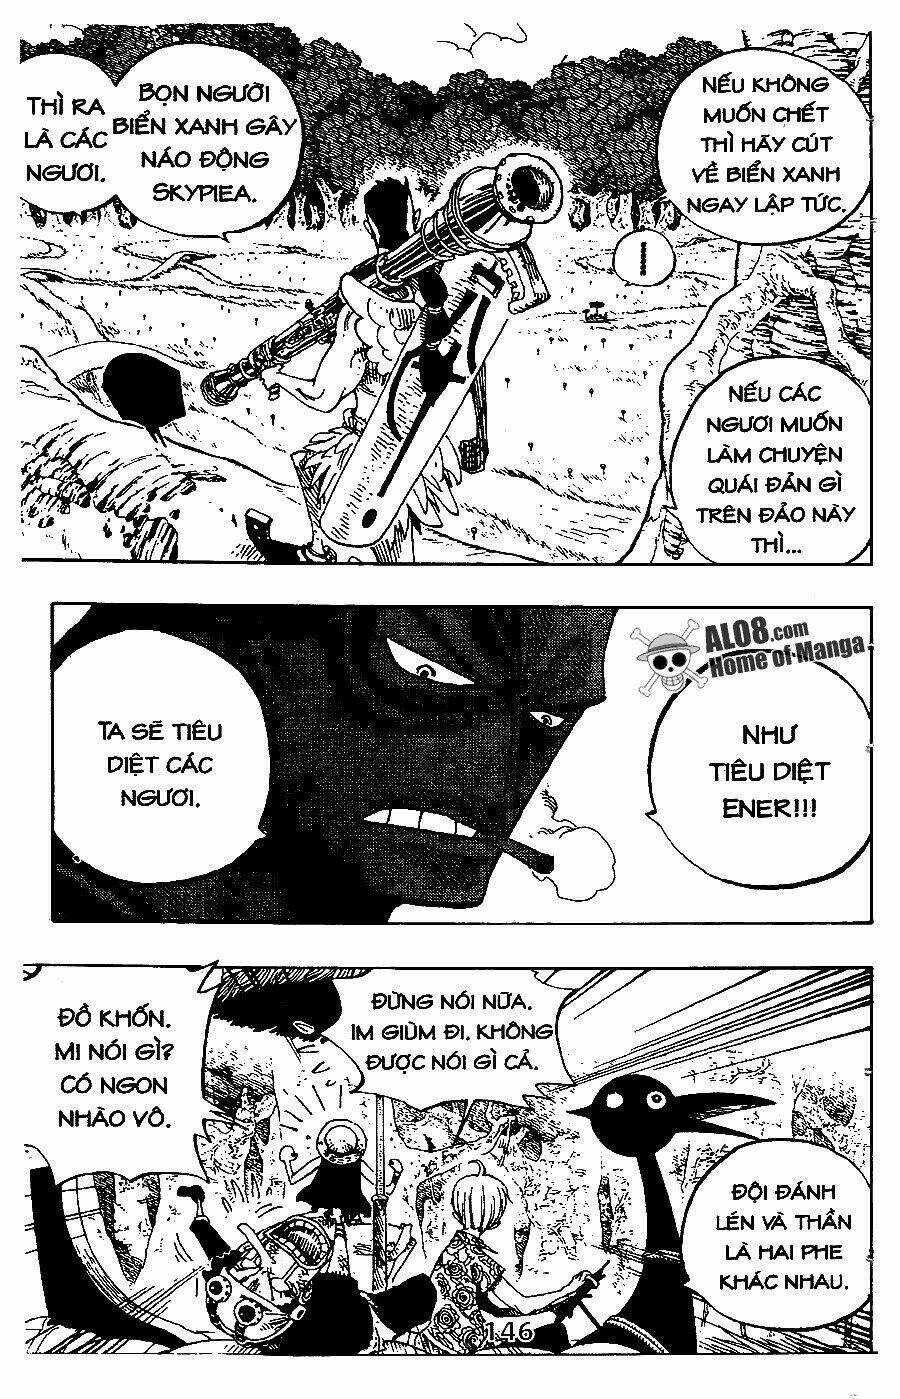 THÌ RA
LÀ CÁC
NGƯƠI.
BỌN NGƯỜI
BIỂN XANH GÂY
NÁO ĐỘNG
SKYPIEA.
NẾU KHÔNG
MUỐN CHẾT
THÌ HÃY CÚT
VỀ BIỂN XANH
NGAY LẬP TỨC.
NẾU CÁC
NGƯƠI MUỐN
LÀM CHUYỆN
QUÁI ĐẢN GÌ
TRÊN ĐẢO NÀY
THÌ...
TA SẼ TIÊU
DIỆT CÁC
NGƯƠI.
AL08.com
Home of Manga
NHƯ
TIÊU DIỆT
ENER!!!
ĐỒ KHỐN.
MI NÓI GÌ?
CÓ NGON
NHÀO VÔ.
ĐỪNG NÓI NỮA.
IM GIÙM ĐI. KHÔNG
ĐƯỢC NÓI GÌ CẢ.
ĐỘI ĐÁNH
LÉN VÀ THẦN
LÀ HAI PHE
KHÁC NHAU.
146